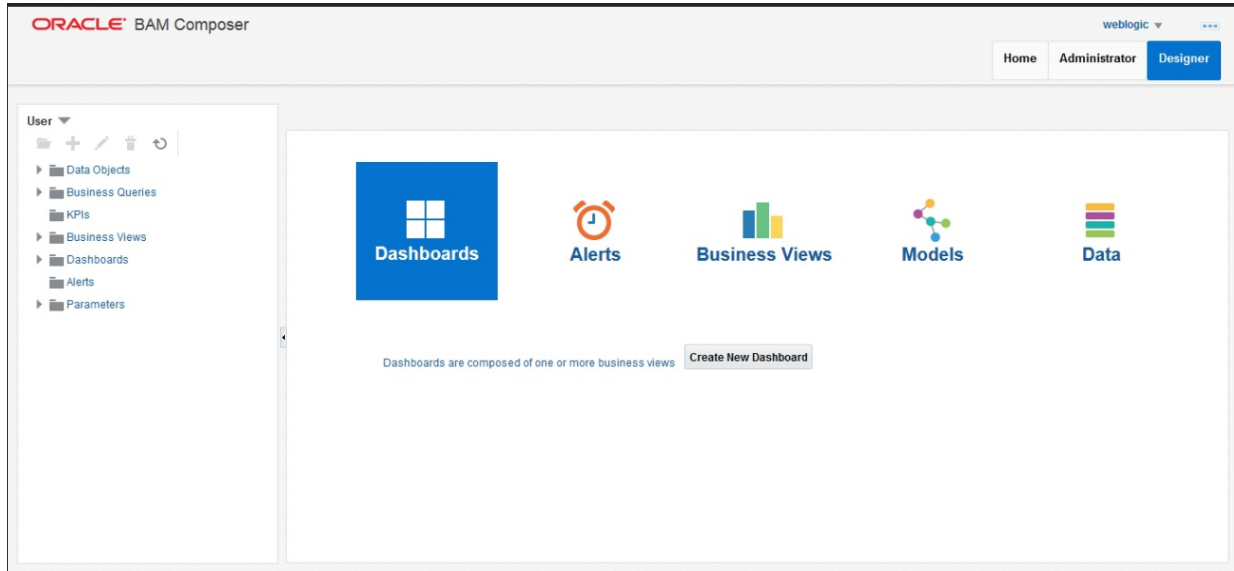 ORACLE® BAM Composer
weblogic
Home Administrator Designer
User
Data Objects
Business Queries
KPIs
Business Views
Dashboards
Alerts
Parameters
Dashboards Alerts Business Views Models Data
Dashboards are composed of one or more business views Create New Dashboard